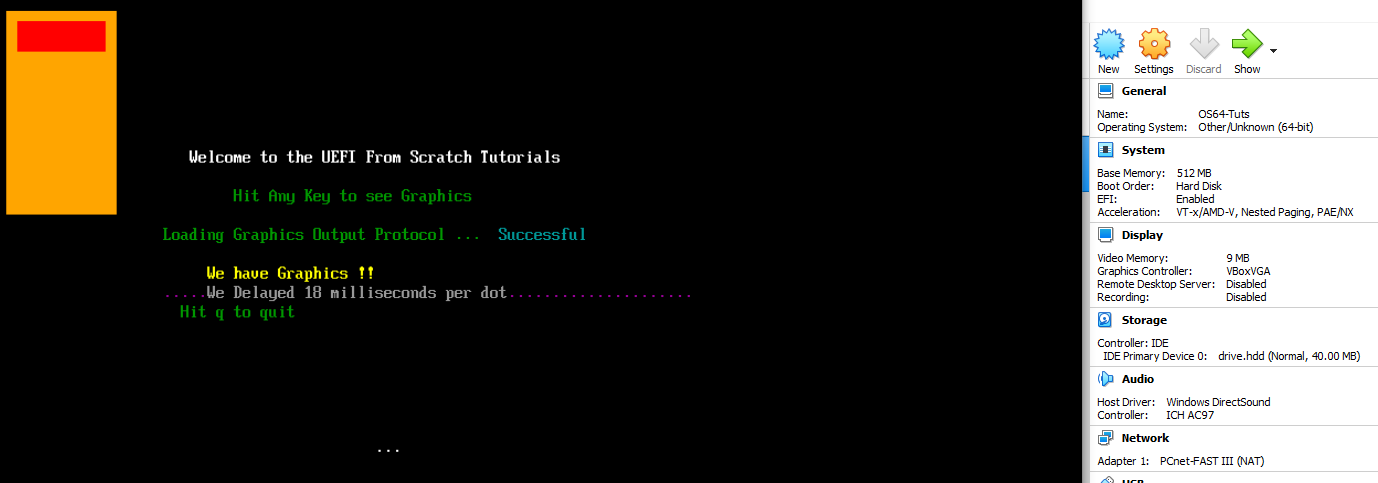 Welcome to the UEFI From Scratch Tutorials
Hit Any Key to see Graphics
Loading Graphics Output Protocol ...  Successful
We have Graphics !!
.....We Delayed 18 milliseconds per dot.....................
Hit q to quit
...
New Settings Discard Show
General
Name: OS64-Tuts
Operating System: Other/Unknown (64-bit)
System
Base Memory: 512 MB
Boot Order: Hard Disk
EFI: Enabled
Acceleration: VT-x/AMD-V, Nested Paging, PAE/NX
Display
Video Memory: 9 MB
Graphics Controller: VBoxVGA
Remote Desktop Server: Disabled
Recording: Disabled
Storage
Controller: IDE
IDE Primary Device 0: drive.hdd (Normal, 40.00 MB)
Audio
Host Driver: Windows DirectSound
Controller: ICH AC97
Network
Adapter 1: PCnet-FAST III (NAT)